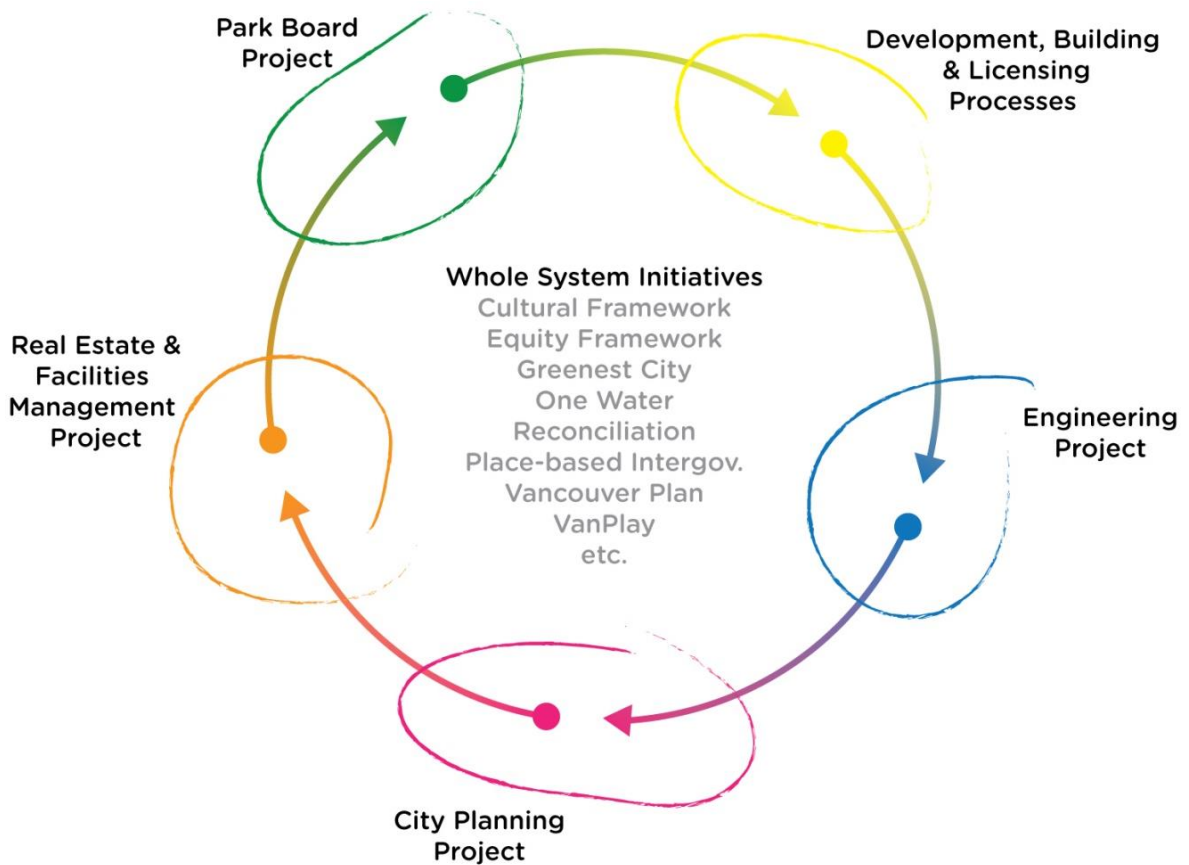 Park Board
Project
Development, Building
& Licensing
Processes
Whole System Initiatives
Cultural Framework
Equity Framework
Greenest City
One Water
Reconciliation
Place-based Intergov.
Vancouver Plan
VanPlay
etc.
Real Estate &
Facilities
Management
Project
Engineering
Project
City Planning
Project